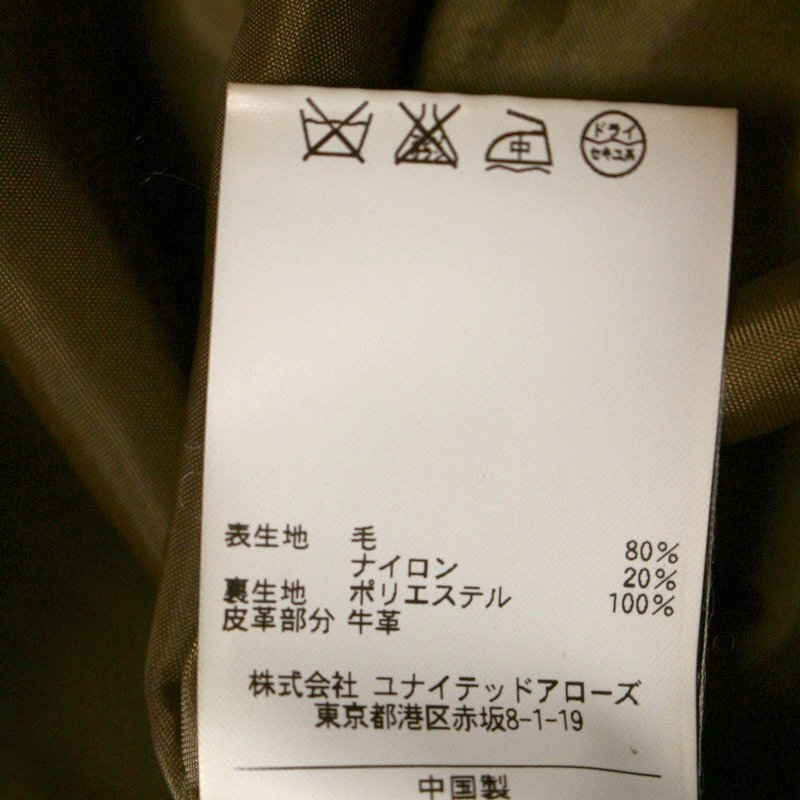 中
ドライ
セキユ系
表生地 毛 80%
ナイロン 20%
裏生地 ポリエステル 100%
皮革部分 牛革
株式会社 ユナイテッドアローズ
東京都港区赤坂8-1-19
中国製